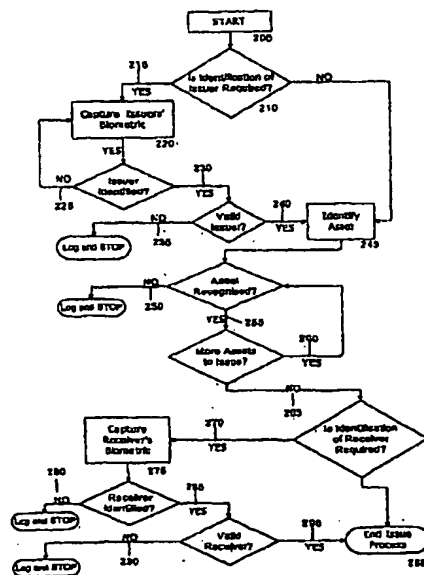 START
200
215
Is Identification of
Issuer Required?
NO
YES
210
Capture Issuers'
Biometric
220
YES
NO
Issuer
Identified?
230
YES
225
240
NO
Valid
Issuer?
YES
Identify
Asset
235
245
Log and STOP
NO
Asset
Recognised?
250
Log and STOP
YES
255
More Assets
to Issue?
260
YES
NO
265
Capture
Receiver's
Biometric
270
YES
Is Identification
of Receiver
Required?
275
280
NO
Receiver
Identified?
285
YES
Log and STOP
NO
Valid
Receiver?
YES
End Issue
Process
290
Log and STOP